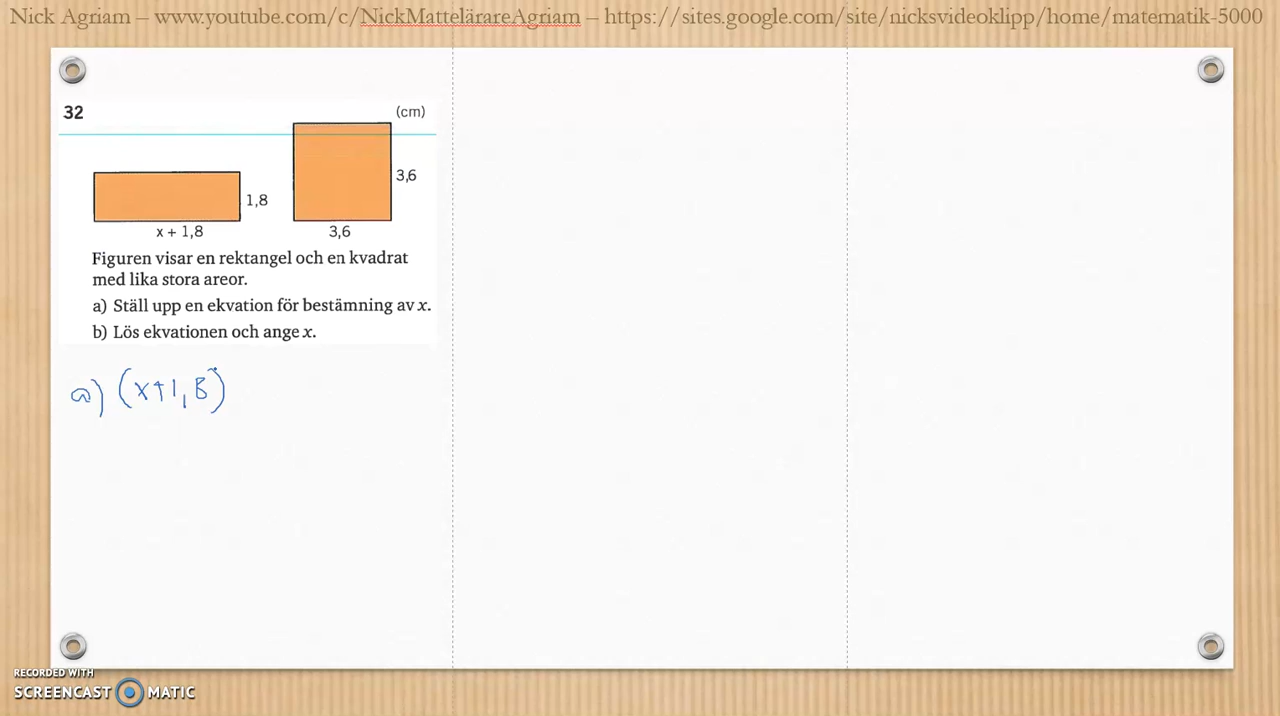 Nick Agriam – www.youtube.com/c/NickMattelärareAgriam – https://sites.google.com/site/nicksvideoklipp/home/matematik-5000
32
(cm)
3,6
1,8
x + 1,8
3,6
Figuren visar en rektangel och en kvadrat
med lika stora areor.
a) Ställ upp en ekvation för bestämning av x.
b) Lös ekvationen och ange x.
a) (x+1,8)
RECORDED WITH
SCREENCAST MATIC